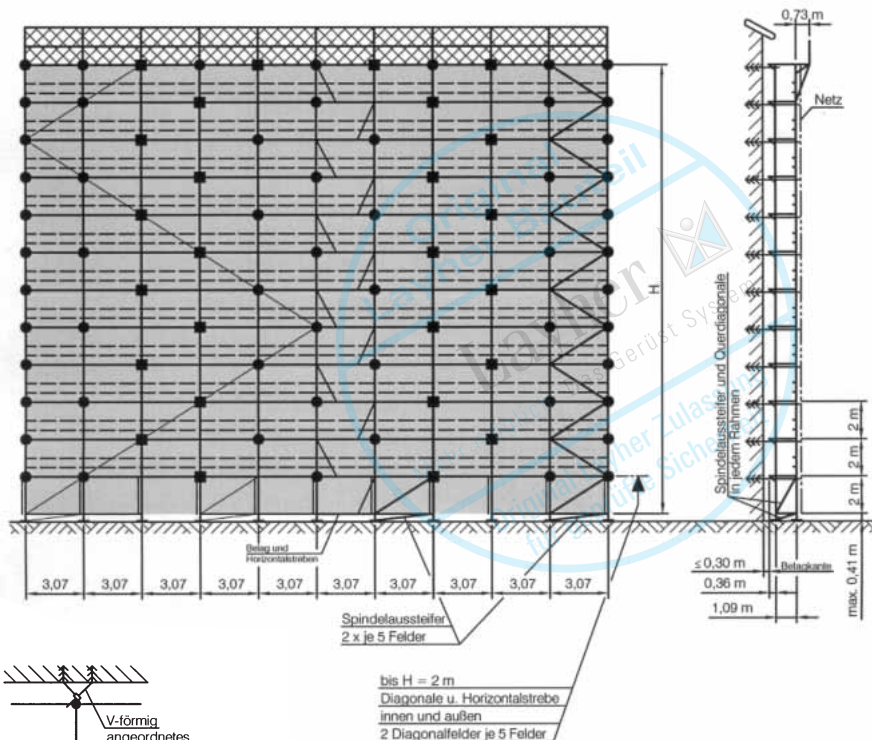 0,73 m
Netz
Original
Layher Bauteil
Layher
Das Gerüst System
Original Layher Zulassung
für geprüfte Sicherheit
H
Spindelaussteifer und Querdiagonale
in jedem Rahmen
2 m
2 m
2 m
max. 0,41 m
Belag und
Horizontalstreben
≤ 0,30 m
Belagkante
0,36 m
1,09 m
3,07 3,07 3,07 3,07 3,07 3,07 3,07 3,07 3,07 3,07
Spindelaussteifer
2 x je 5 Felder
bis H = 2 m
Diagonale u. Horizontalstrebe
innen und außen
2 Diagonalfelder je 5 Felder
V-förmig
angeordnetes